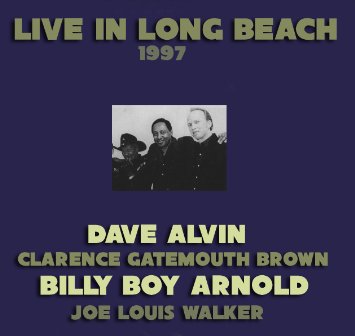 LIVE IN LONG BEACH
1997
DAVE ALVIN
CLARENCE GATEMOUTH BROWN
BILLY BOY ARNOLD
JOE LOUIS WALKER